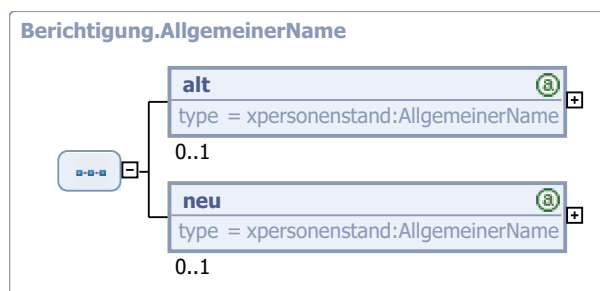 Berichtigung.AllgemeinerName
alt
type = xpersonenstand:AllgemeinerName
0..1
neu
type = xpersonenstand:AllgemeinerName
0..1